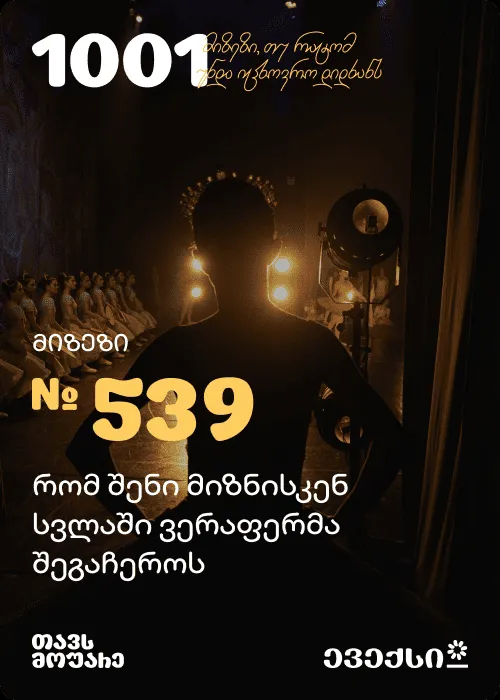 1001 მიზეზი, თუ რატომ
უნდა იცხოვრო დიდხანს
მიზეზი
№ 539
რომ შენი მიზნისკენ
სვლაში ვერაფერმა
შეგაჩეროს
თავს
მოუარე
ევექსი